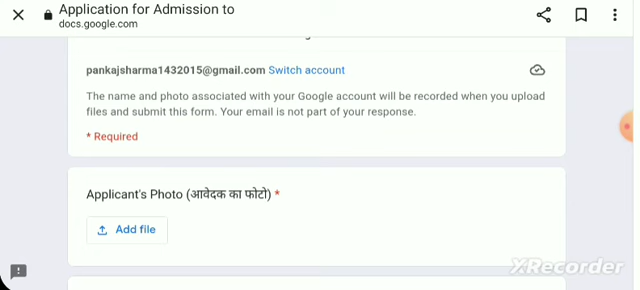 Application for Admission to
docs.google.com
pankajsharma1432015@gmail.com Switch account
The name and photo associated with your Google account will be recorded when you upload
files and submit this form. Your email is not part of your response.
* Required
Applicant's Photo (आवेदक का फोटो) *
Add file
XRecorder